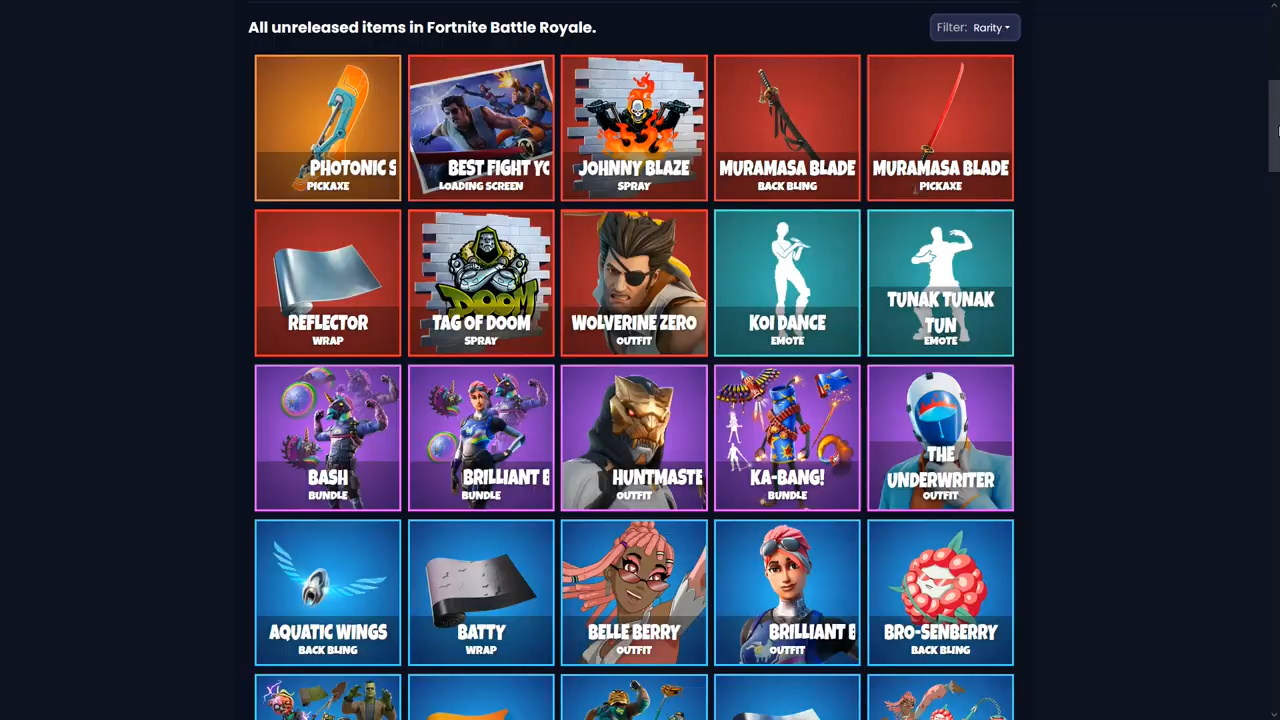 All unreleased items in Fortnite Battle Royale.
Filter: Rarity
PHOTONIC S
PICKAXE
BEST FIGHT YO
LOADING SCREEN
JOHNNY BLAZE
SPRAY
MURAMASA BLADE
BACK BLING
MURAMASA BLADE
PICKAXE
REFLECTOR
WRAP
DOOM
TAG OF DOOM
SPRAY
WOLVERINE ZERO
OUTFIT
KOI DANCE
EMOTE
TUNAK TUNAK
TUN
EMOTE
BASH
BUNDLE
BRILLIANT B
BUNDLE
HUNTMASTE
OUTFIT
KA-BANG!
BUNDLE
THE
UNDERWRITER
OUTFIT
AQUATIC WINGS
BACK BLING
BATTY
WRAP
BELLE BERRY
OUTFIT
BRILLIANT B
OUTFIT
BRO-SENBERRY
BACK BLING